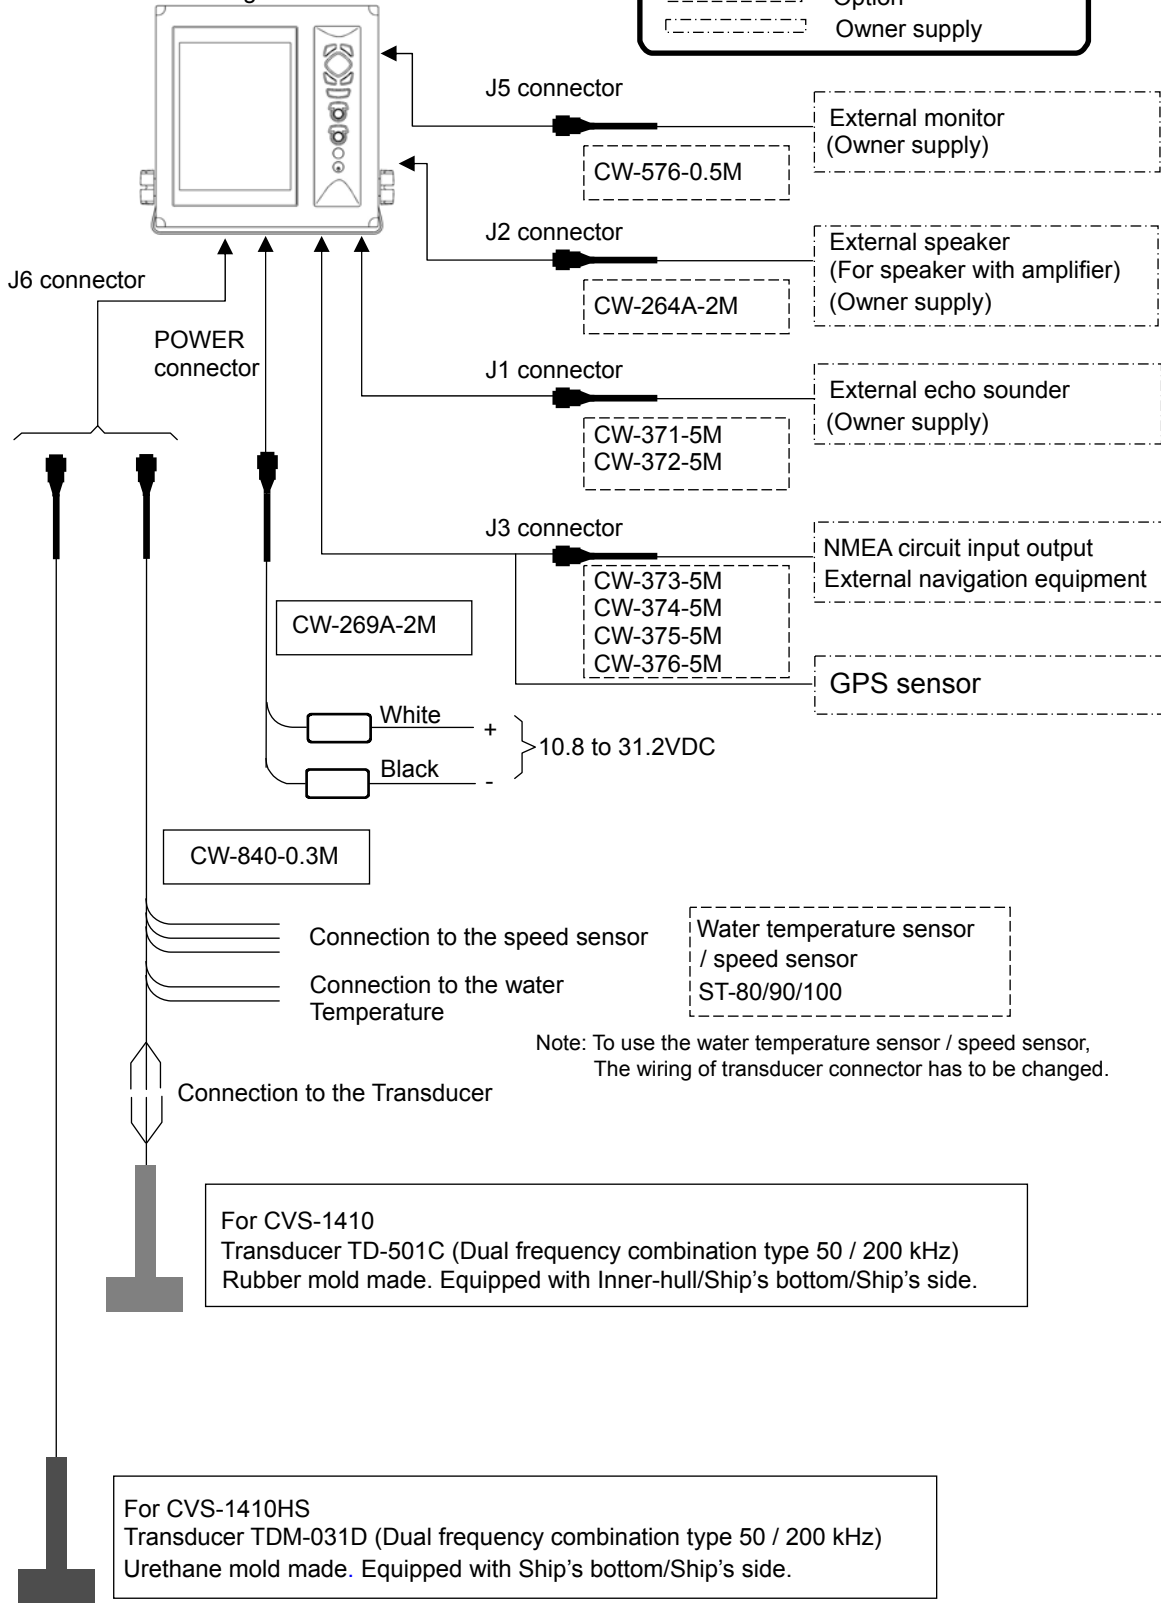 Option
Owner supply
J5 connector
External monitor
(Owner supply)
CW-576-0.5M
J2 connector
External speaker
(For speaker with amplifier)
(Owner supply)
CW-264A-2M
J6 connector
POWER
connector
J1 connector
External echo sounder
(Owner supply)
CW-371-5M
CW-372-5M
J3 connector
NMEA circuit input output
External navigation equipment
CW-373-5M
CW-374-5M
CW-375-5M
CW-376-5M
GPS sensor
CW-269A-2M
White
+
10.8 to 31.2VDC
Black
-
CW-840-0.3M
Connection to the speed sensor
Connection to the water
Temperature
Water temperature sensor
/ speed sensor
ST-80/90/100
Note: To use the water temperature sensor / speed sensor,
The wiring of transducer connector has to be changed.
Connection to the Transducer
For CVS-1410
Transducer TD-501C (Dual frequency combination type 50 / 200 kHz)
Rubber mold made. Equipped with Inner-hull/Ship's bottom/Ship's side.
For CVS-1410HS
Transducer TDM-031D (Dual frequency combination type 50 / 200 kHz)
Urethane mold made. Equipped with Ship's bottom/Ship's side.